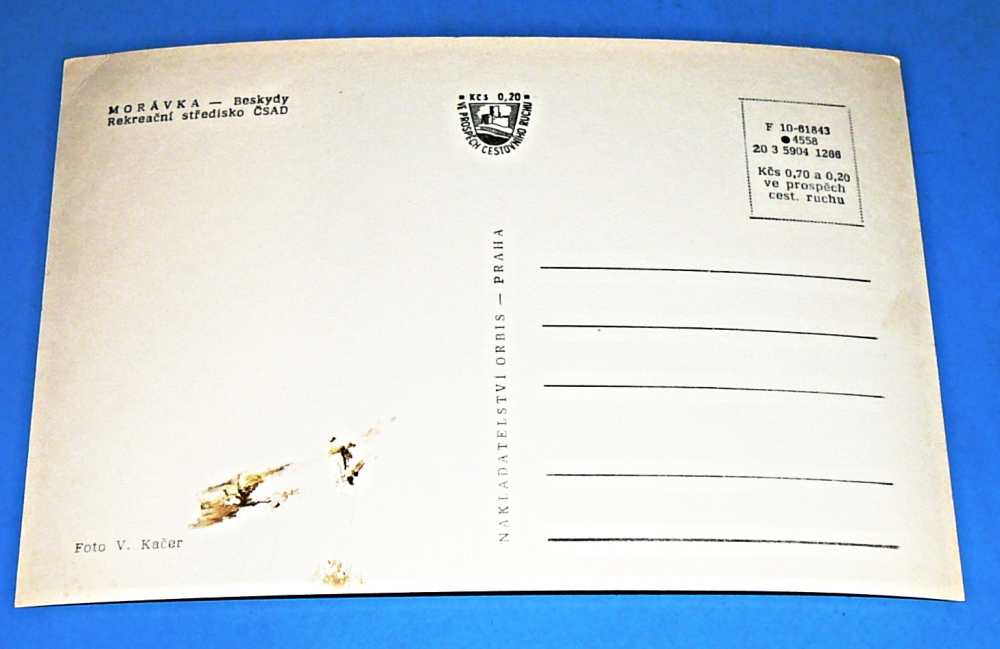 MORÁVKA — Beskydy
Rekreační středisko ČSAD
Kčs 0,20
VE PROSPĚCH CESTOVNÍHO RUCHU
F 10-61843
4558
20 3 5904 1266
Kčs 0,70 a 0,20
ve prospěch
cest. ruchu
NAKLADATELSTVÍ ORBIS — PRAHA
Foto V. Kačer